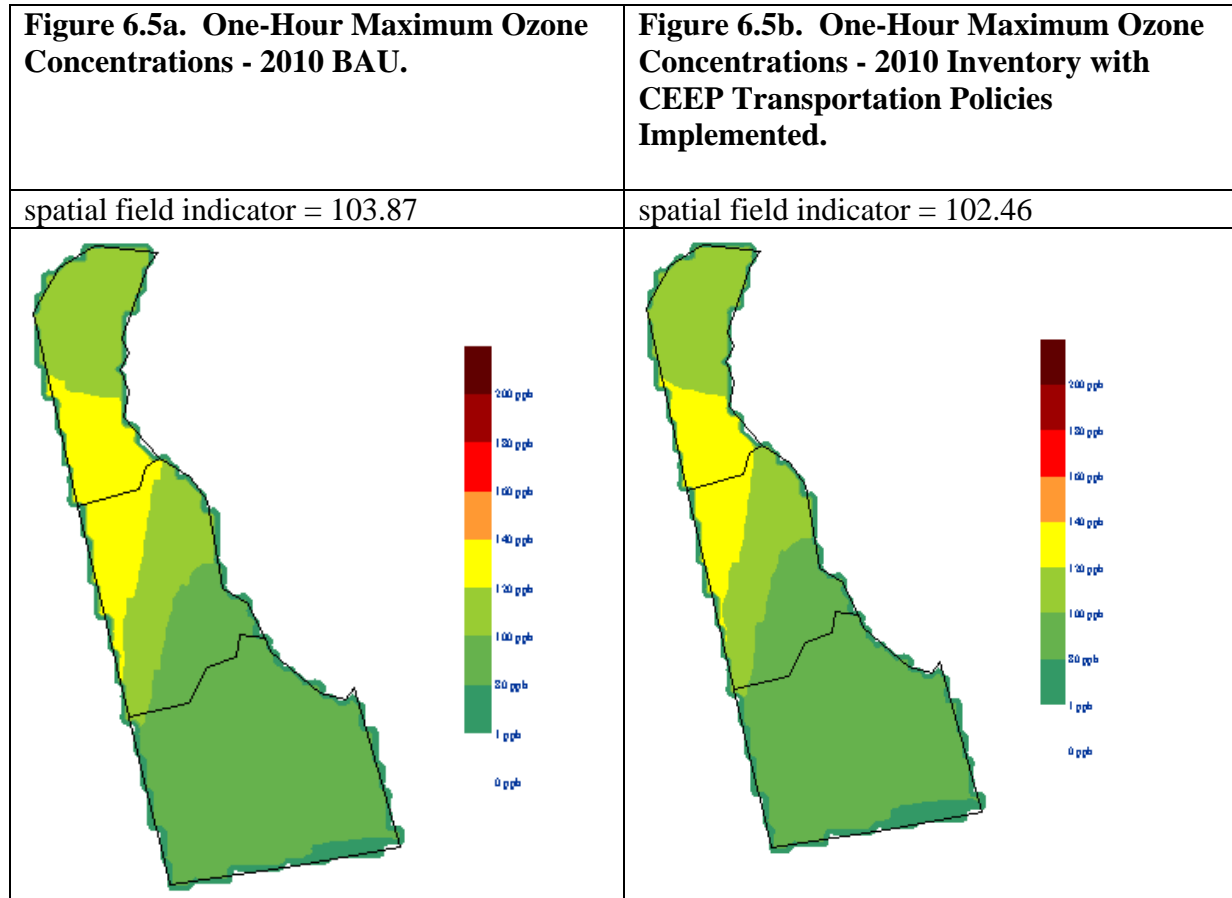 Figure 6.5a. One-Hour Maximum Ozone
Concentrations - 2010 BAU.
Figure 6.5b. One-Hour Maximum Ozone
Concentrations - 2010 Inventory with
CEEP Transportation Policies
Implemented.
spatial field indicator = 103.87
spatial field indicator = 102.46
200 ppb
180 ppb
160 ppb
140 ppb
120 ppb
100 ppb
80 ppb
1 ppb
0 ppb
200 ppb
180 ppb
160 ppb
140 ppb
120 ppb
100 ppb
80 ppb
1 ppb
0 ppb